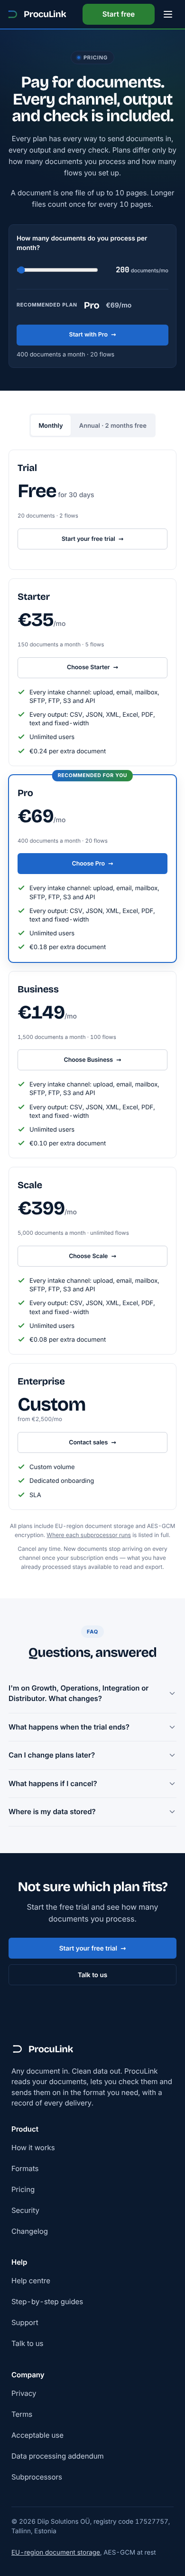 ProcuLink
Start free
PRICING
Pay for documents.
Every channel, output
and check is included.
Every plan has every way to send documents in,
every output and every check. Plans differ only by
how many documents you process and how many
flows you set up.
A document is one file of up to 10 pages. Longer
files count once for every 10 pages.
How many documents do you process per
month?
200 documents/mo
RECOMMENDED PLAN Pro €69/mo
Start with Pro →
400 documents a month · 20 flows
Monthly
Annual · 2 months free
Trial
Free for 30 days
20 documents · 2 flows
Start your free trial →
Starter
€35/mo
150 documents a month · 5 flows
Choose Starter →
Every intake channel: upload, email, mailbox,
SFTP, FTP, S3 and API
Every output: CSV, JSON, XML, Excel, PDF,
text and fixed-width
Unlimited users
€0.24 per extra document
RECOMMENDED FOR YOU
Pro
€69/mo
400 documents a month · 20 flows
Choose Pro →
Every intake channel: upload, email, mailbox,
SFTP, FTP, S3 and API
Every output: CSV, JSON, XML, Excel, PDF,
text and fixed-width
Unlimited users
€0.18 per extra document
Business
€149/mo
1,500 documents a month · 100 flows
Choose Business →
Every intake channel: upload, email, mailbox,
SFTP, FTP, S3 and API
Every output: CSV, JSON, XML, Excel, PDF,
text and fixed-width
Unlimited users
€0.10 per extra document
Scale
€399/mo
5,000 documents a month · unlimited flows
Choose Scale →
Every intake channel: upload, email, mailbox,
SFTP, FTP, S3 and API
Every output: CSV, JSON, XML, Excel, PDF,
text and fixed-width
Unlimited users
€0.08 per extra document
Enterprise
Custom
from €2,500/mo
Contact sales →
Custom volume
Dedicated onboarding
SLA
All plans include EU-region document storage and AES-GCM
encryption. Where each subprocessor runs is listed in full.
Cancel any time. New documents stop arriving on every
channel once your subscription ends — what you have
already processed stays available to read and export.
FAQ
Questions, answered
I'm on Growth, Operations, Integration or
Distributor. What changes?
What happens when the trial ends?
Can I change plans later?
What happens if I cancel?
Where is my data stored?
Not sure which plan fits?
Start the free trial and see how many
documents you process.
Start your free trial →
Talk to us
ProcuLink
Any document in. Clean data out. ProcuLink
reads your documents, lets you check them and
sends them on in the format you need, with a
record of every delivery.
Product
How it works
Formats
Pricing
Security
Changelog
Help
Help centre
Step-by-step guides
Support
Talk to us
Company
Privacy
Terms
Acceptable use
Data processing addendum
Subprocessors
© 2026 Diip Solutions OÜ, registry code 17527757,
Tallinn, Estonia
EU-region document storage, AES-GCM at rest